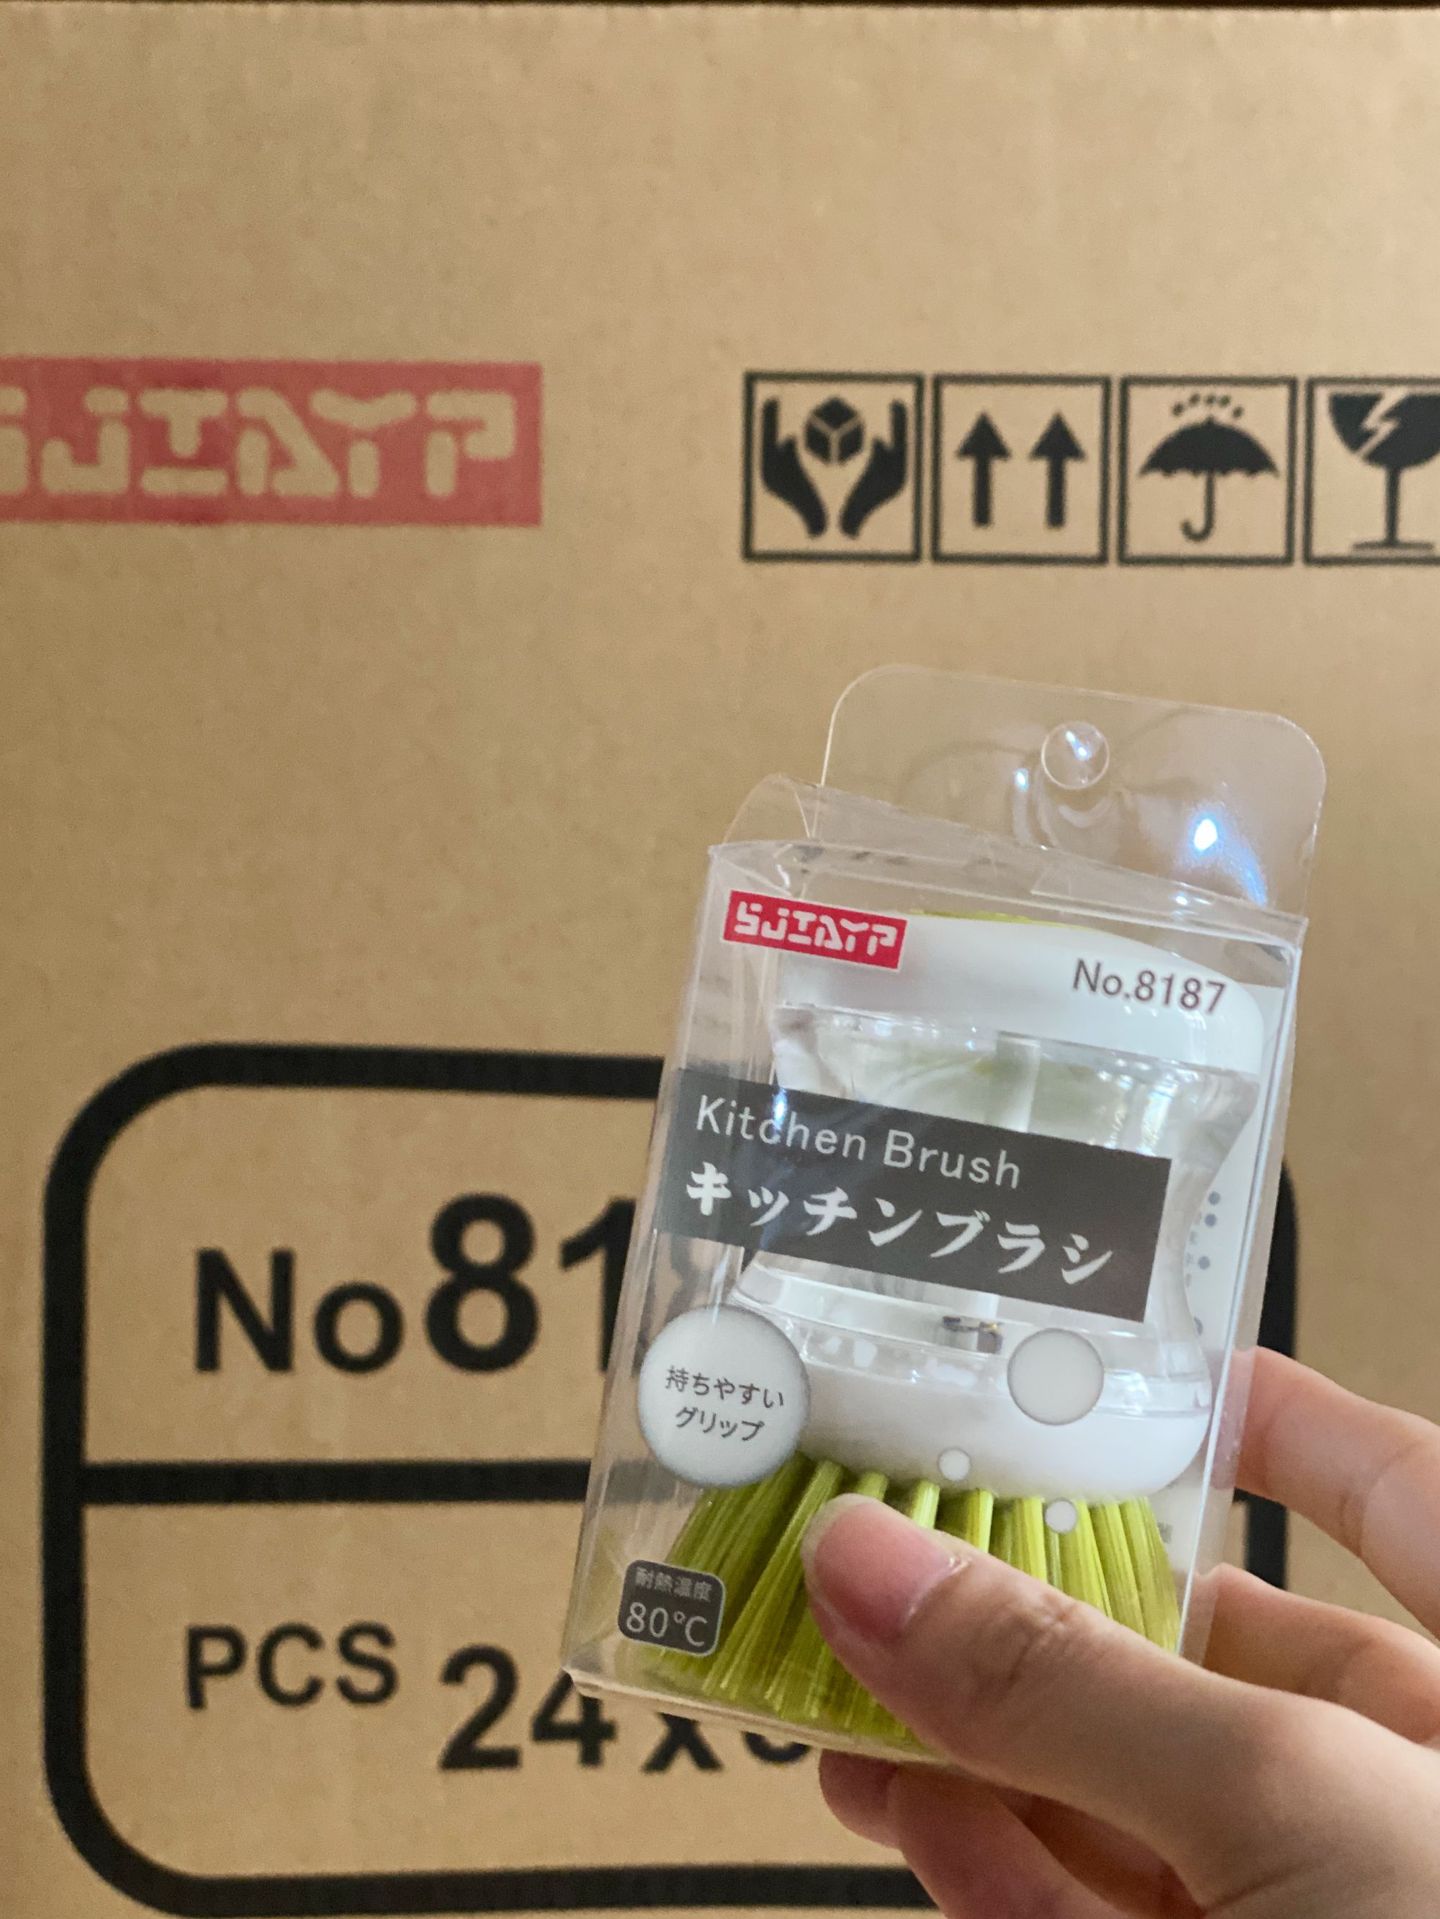 SJIAYP
SJIAYP
No.8187
Kitchen Brush
キッチンブラシ
No81
持ちやすい
グリップ
耐熱温度
80℃
PCS 24x